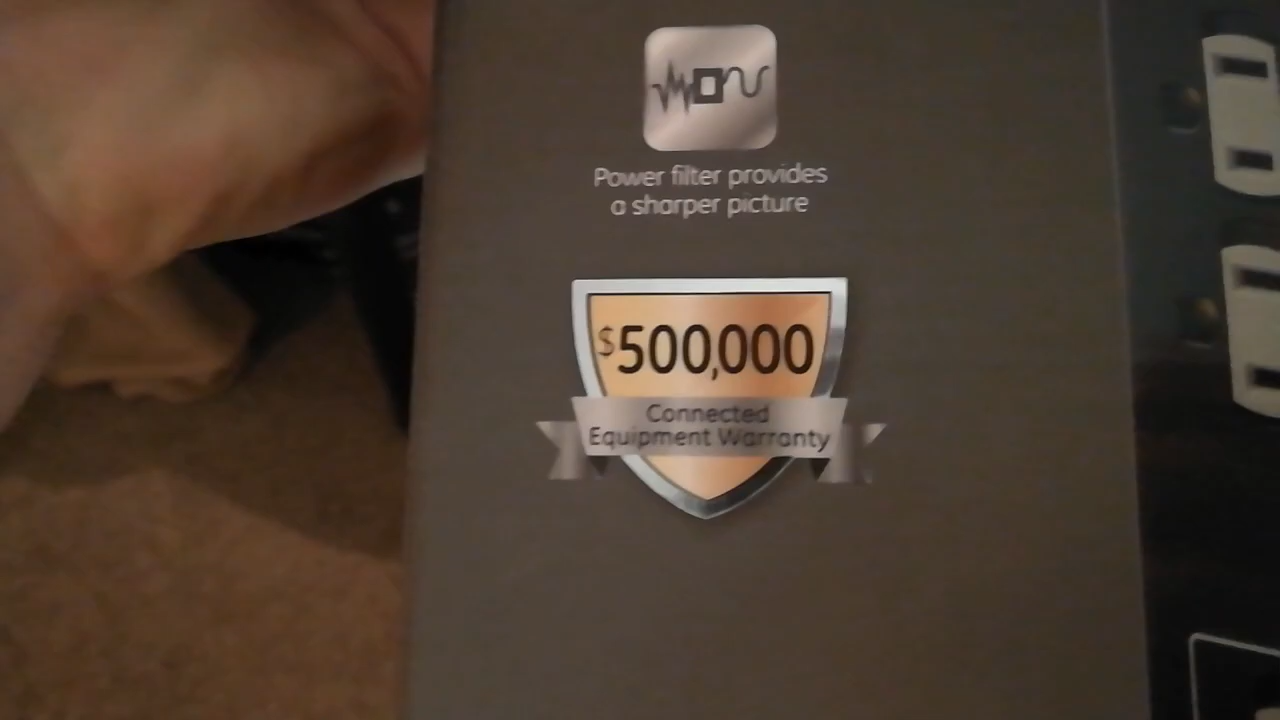 Power filter provides
a sharper picture
$500,000
Connected
Equipment Warranty